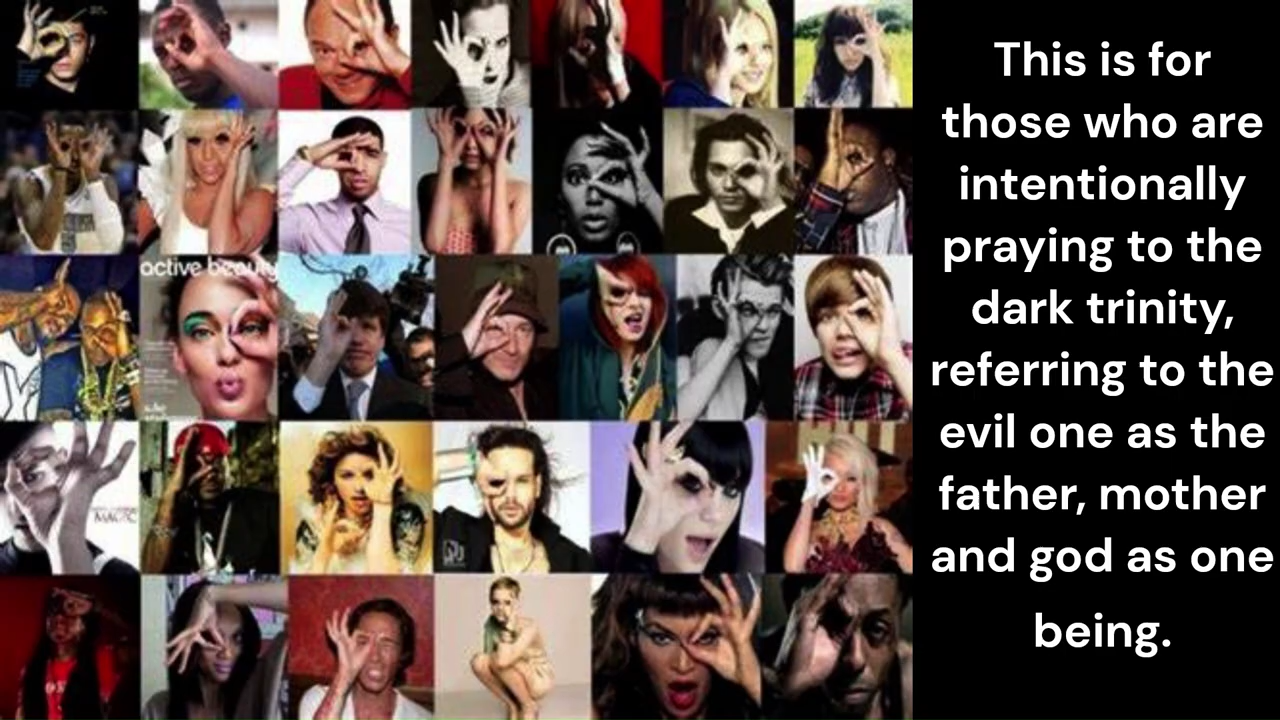 active beauty
MAGIC
This is for
those who are
intentionally
praying to the
dark trinity,
referring to the
evil one as the
father, mother
and god as one
being.